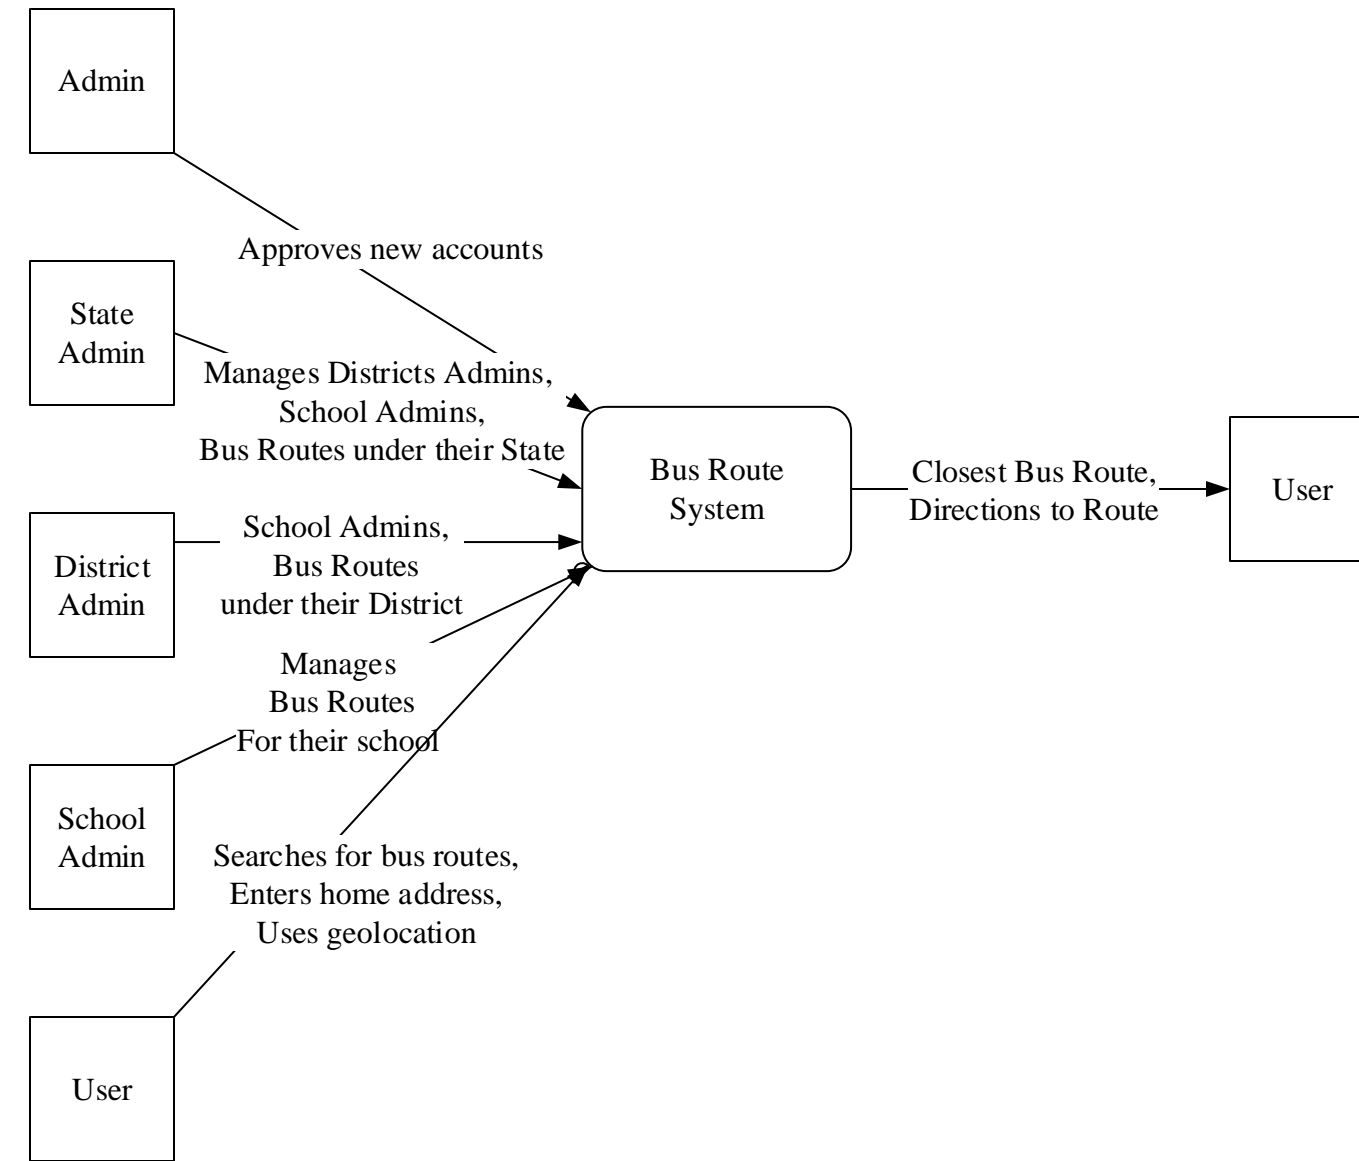 Admin
Approves new accounts
State
Admin
Manages Districts Admins,
School Admins,
Bus Routes under their State
District
Admin
School Admins,
Bus Routes
under their District
Manages
Bus Routes
For their school
School
Admin
Searches for bus routes,
Enters home address,
Uses geolocation
User
Bus Route
System
Closest Bus Route,
Directions to Route
User